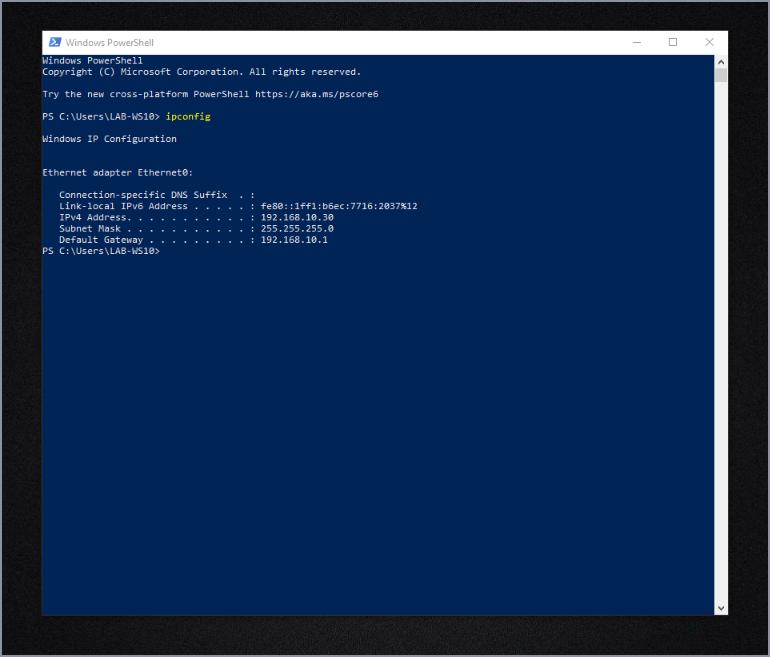 Windows PowerShell
Windows PowerShell
Copyright (C) Microsoft Corporation. All rights reserved.
Try the new cross-platform PowerShell https://aka.ms/pscore6
PS C:\Users\LAB-WS10> ipconfig
Windows IP Configuration
Ethernet adapter Ethernet0:
Connection-specific DNS Suffix  . :
Link-local IPv6 Address . . . . . : fe80::1ff1:b6ec:7716:2037%12
IPv4 Address. . . . . . . . . . . : 192.168.10.30
Subnet Mask . . . . . . . . . . . : 255.255.255.0
Default Gateway . . . . . . . . . : 192.168.10.1
PS C:\Users\LAB-WS10>